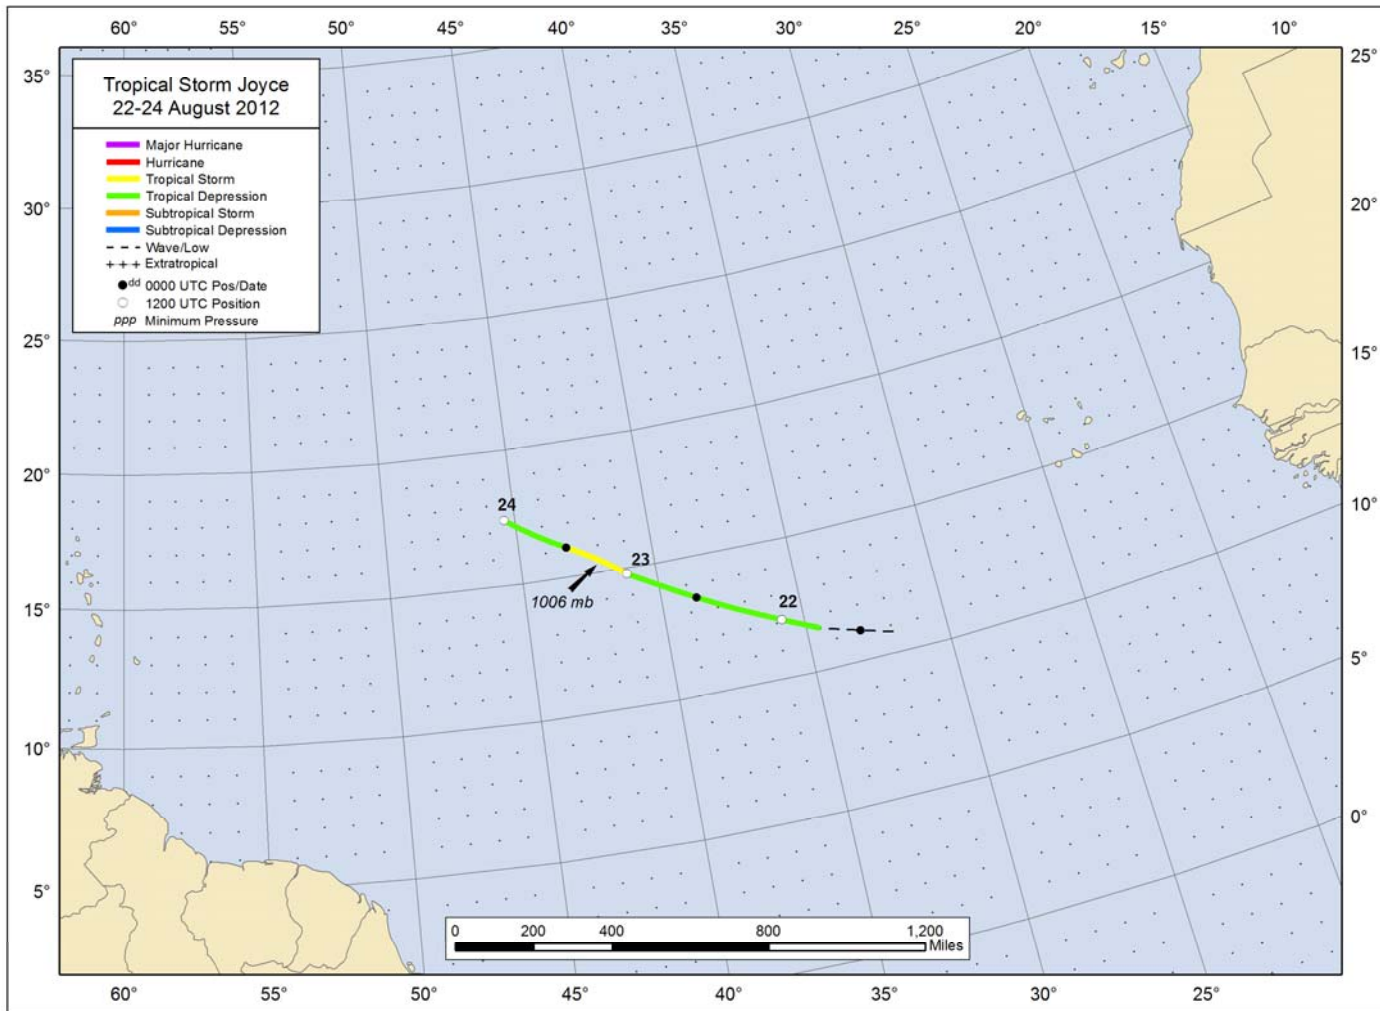 60° 55° 50° 45° 40° 35° 30° 25° 20° 15° 10°
35° 25°
Tropical Storm Joyce
22-24 August 2012
Major Hurricane
Hurricane
Tropical Storm
Tropical Depression
Subtropical Storm
Subtropical Depression
Wave/Low
+++ Extratropical
dd 0000 UTC Pos/Date
1200 UTC Position
ppp Minimum Pressure
30° 20°
25° 15°
20° 10°
24
23
1006 mb
22
15° 5°
10° 0°
5°
0 200 400 800 1,200
Miles
60° 55° 50° 45° 40° 35° 30° 25°